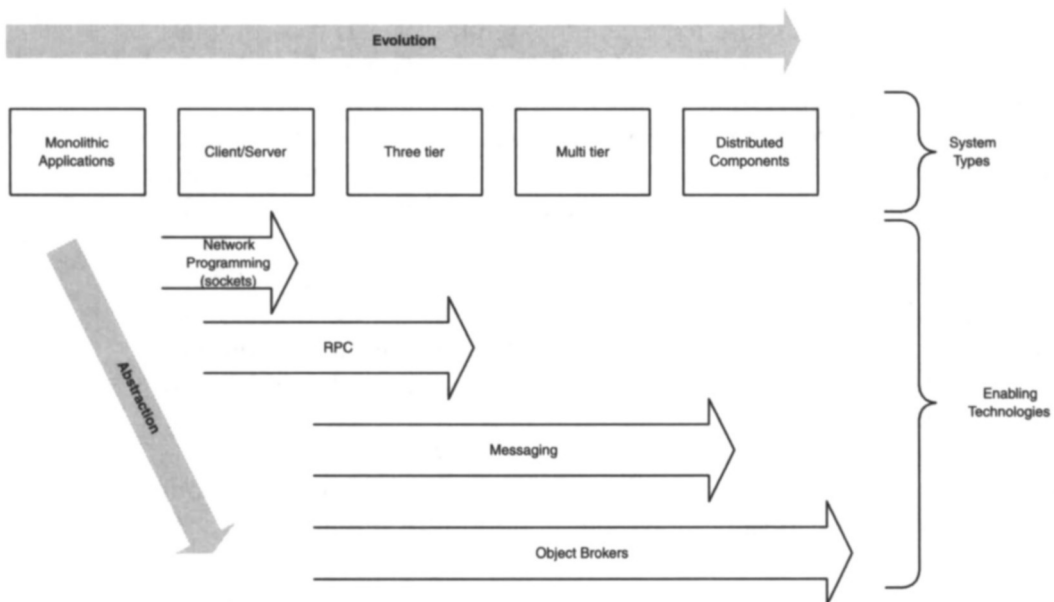 Evolution
Monolithic
Applications
Client/Server
Three tier
Multi tier
Distributed
Components
System
Types
Network
Programming
(sockets)
RPC
Abstraction
Messaging
Enabling
Technologies
Object Brokers